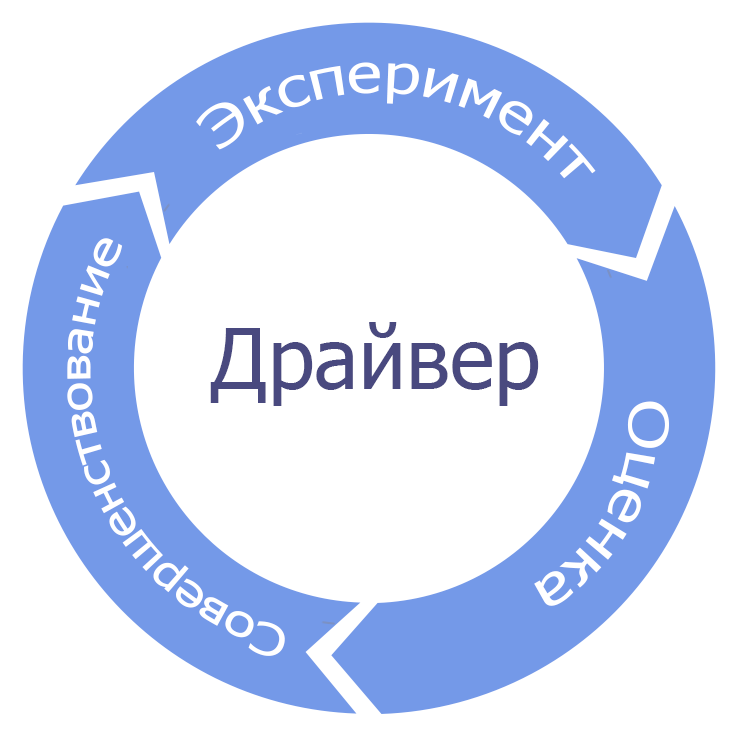 Эксперимент
Оценка
Совершенствование
Драйвер